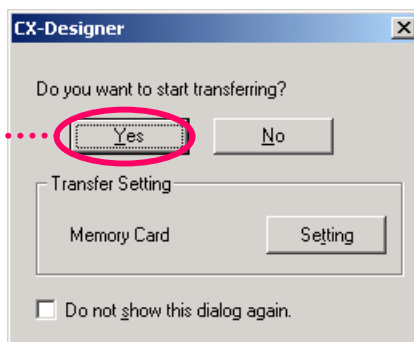 CX-Designer
Do you want to start transferring?
Yes No
Transfer Setting
Memory Card Setting
Do not show this dialog again.